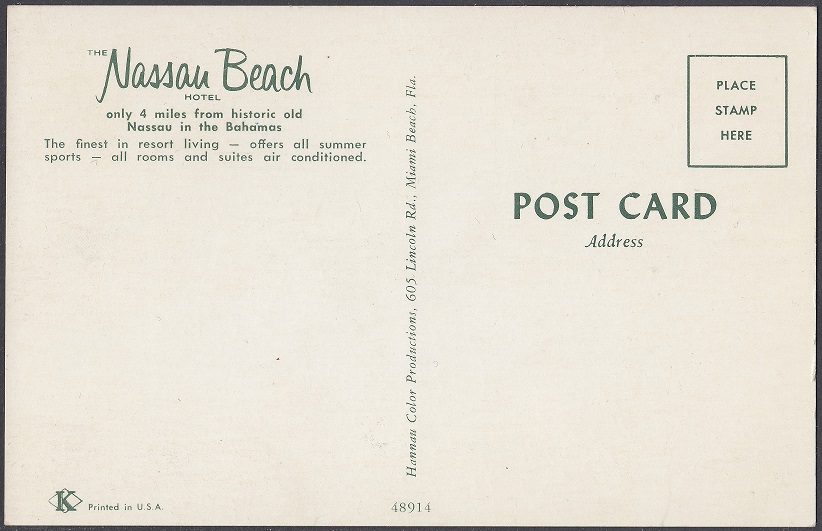 THE
Nassau Beach
HOTEL
only 4 miles from historic old
Nassau in the Bahamas
The finest in resort living — offers all summer
sports — all rooms and suites air conditioned.
Hannau Color Productions, 605 Lincoln Rd., Miami Beach, Fla.
PLACE
STAMP
HERE
POST CARD
Address
K
Printed in U.S.A.
48914